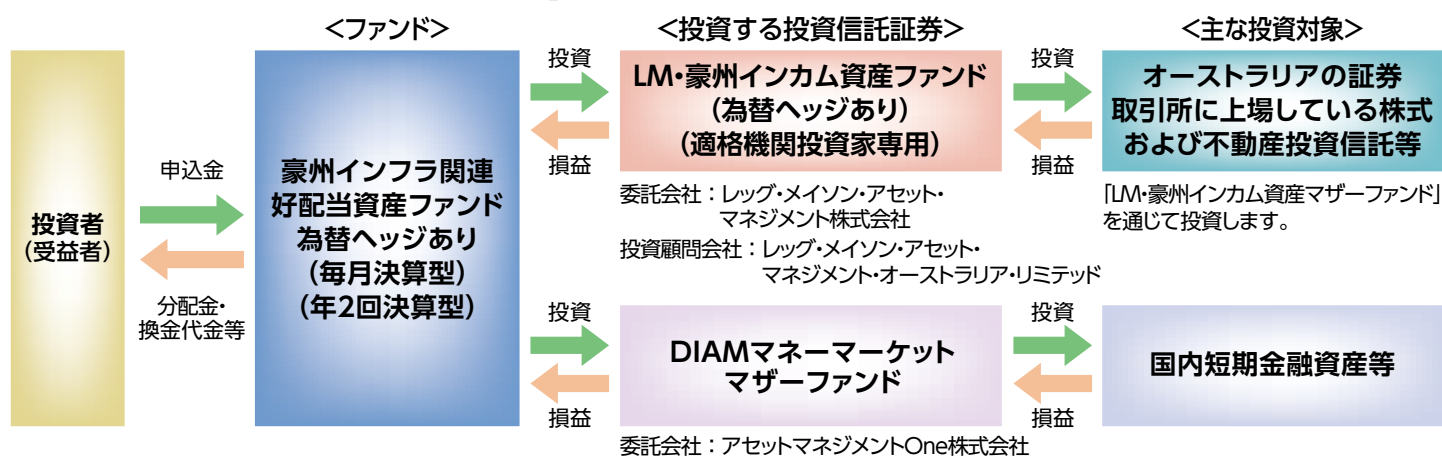 <ファンド>
<投資する投資信託証券>
<主な投資対象>
投資者
(受益者)
申込金
分配金・
換金代金等
豪州インフラ関連
好配当資産ファンド
為替ヘッジあり
(毎月決算型)
(年2回決算型)
投資
損益
LM・豪州インカム資産ファンド
(為替ヘッジあり)
(適格機関投資家専用)
委託会社:レッグ・メイソン・アセット・
マネジメント株式会社
投資顧問会社:レッグ・メイソン・アセット・
マネジメント・オーストラリア・リミテッド
投資
損益
オーストラリアの証券
取引所に上場している株式
および不動産投資信託等
「LM・豪州インカム資産マザーファンド」
を通じて投資します。
投資
損益
DIAMマネーマーケット
マザーファンド
委託会社:アセットマネジメントOne株式会社
投資
損益
国内短期金融資産等